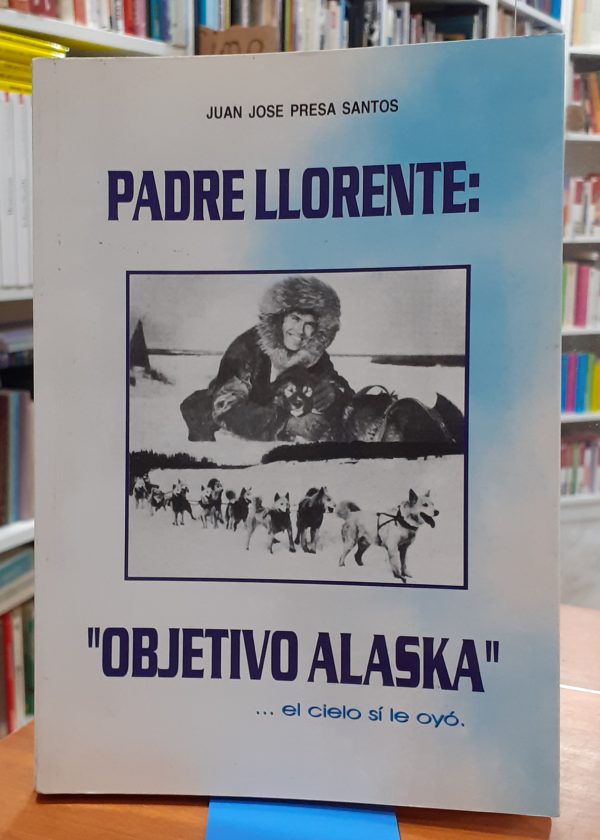 JUAN JOSE PRESA SANTOS
PADRE LLORENTE:
"OBJETIVO ALASKA"
... el cielo sí le oyó.